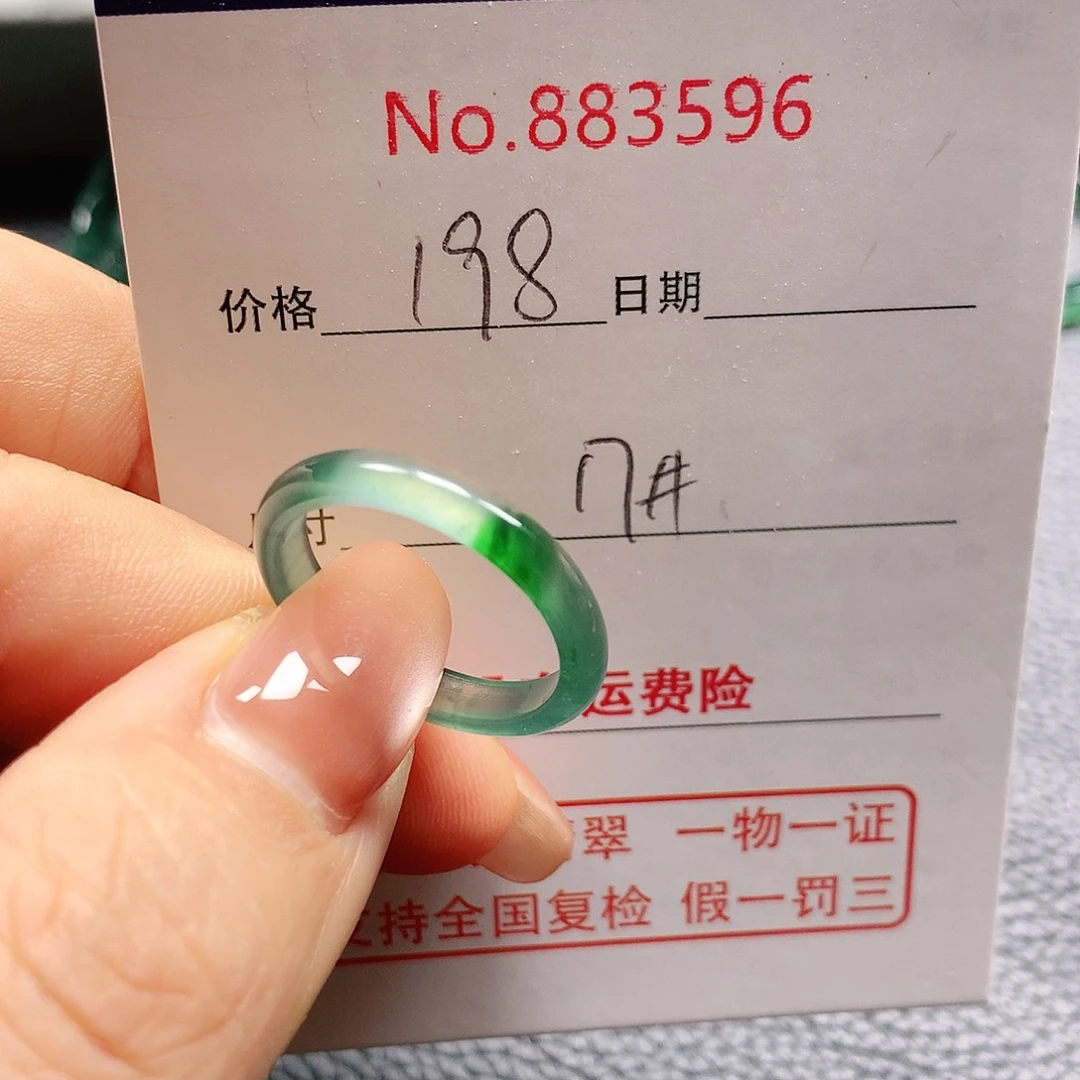 No.883596
价格 198 日期
寸 17#
运费险
翠 一物一证
持全国复检 假一罚三